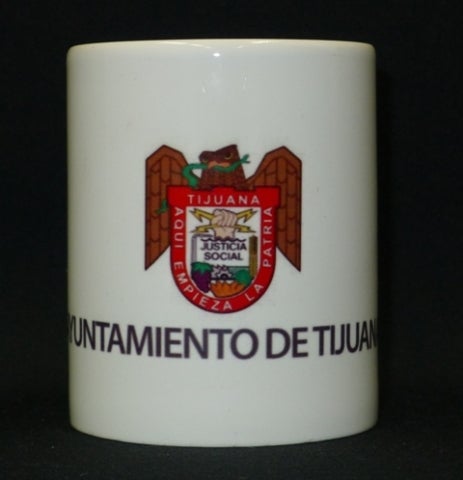 TIJUANA
AQUI EMPIEZA LA PATRIA
JUSTICIA
SOCIAL
YUNTAMIENTO DE TIJUAN